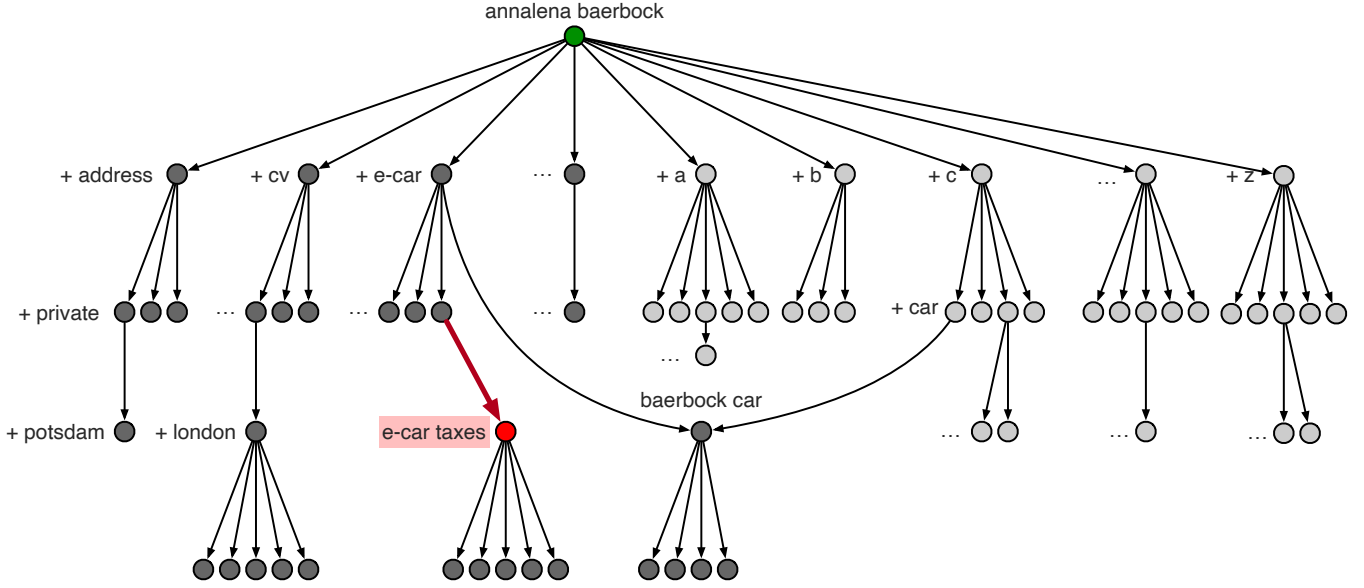 annalena baerbock
+ address
+ cv
+ e-car
...
+ a
+ b
+ c
...
+ z
+ private
...
...
...
+ car
...
baerbock car
+ potsdam
+ london
e-car taxes
...
...
...